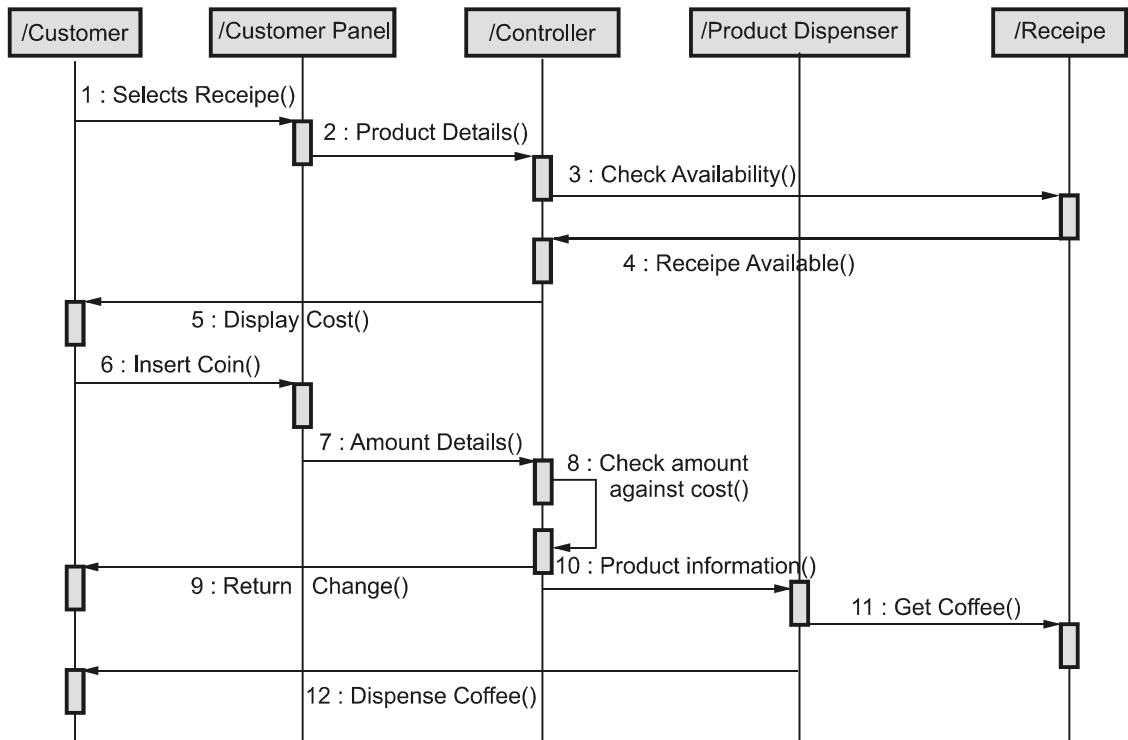 /Customer
/Customer Panel
/Controller
/Product Dispenser
/Receipe
1 : Selects Receipe()
2 : Product Details()
3 : Check Availability()
4 : Receipe Available()
5 : Display Cost()
6 : Insert Coin()
7 : Amount Details()
8 : Check amount
against cost()
9 : Return Change()
10 : Product information()
11 : Get Coffee()
12 : Dispense Coffee()